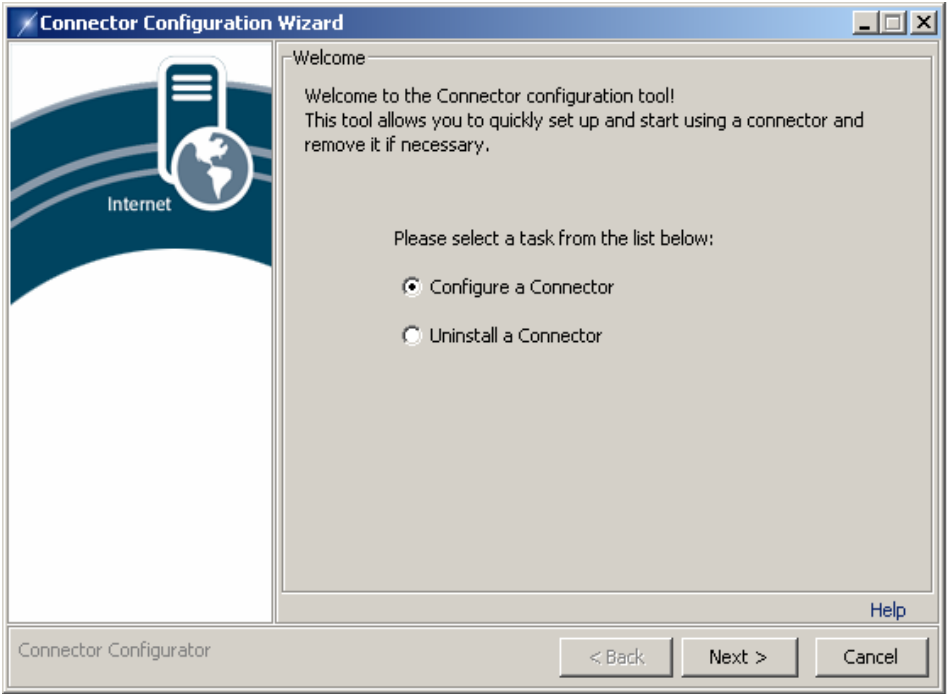 Connector Configuration Wizard
Internet
Welcome
Welcome to the Connector configuration tool!
This tool allows you to quickly set up and start using a connector and
remove it if necessary.
Please select a task from the list below:
Configure a Connector
Uninstall a Connector
Help
Connector Configurator
< Back
Next >
Cancel